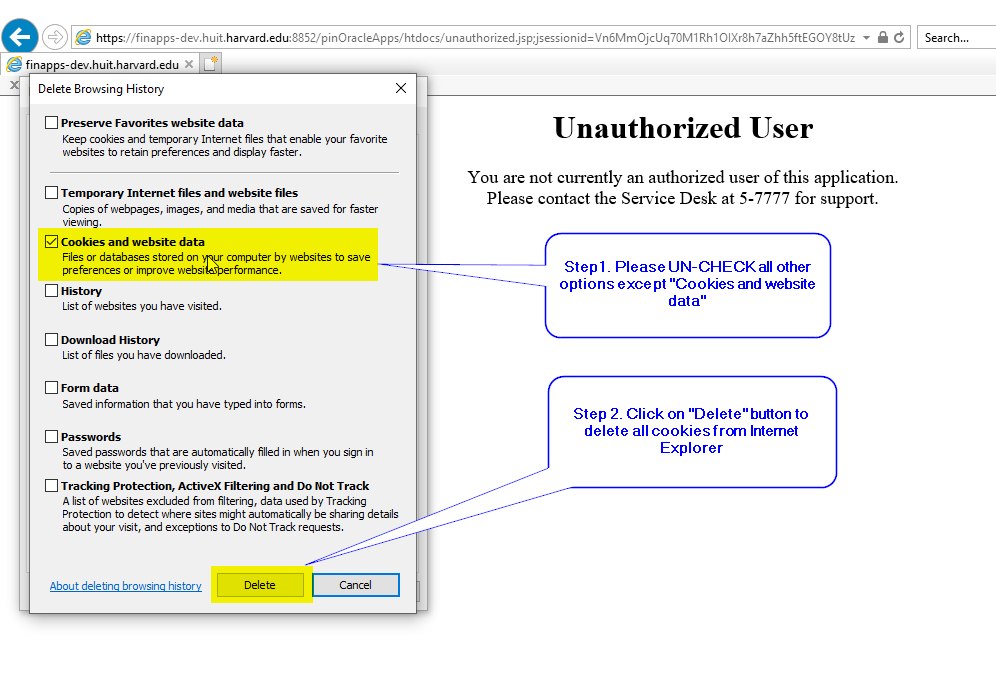 https://finapps-dev.huit.harvard.edu:8852/pinOracleApps/htdocs/unauthorized.jsp;jsessionid=Vn6MmOjcUq70M1Rh1OlXr8h7aZhh5ftEGOY8tUz
Search...
finapps-dev.huit.harvard.edu
Delete Browsing History
Preserve Favorites website data
Keep cookies and temporary Internet files that enable your favorite
websites to retain preferences and display faster.
Temporary Internet files and website files
Copies of webpages, images, and media that are saved for faster
viewing.
Cookies and website data
Files or databases stored on your computer by websites to save
preferences or improve website performance.
History
List of websites you have visited.
Download History
List of files you have downloaded.
Form data
Saved information that you have typed into forms.
Passwords
Saved passwords that are automatically filled in when you sign in
to a website you've previously visited.
Tracking Protection, ActiveX Filtering and Do Not Track
A list of websites excluded from filtering, data used by Tracking
Protection to detect where sites might automatically be sharing details
about your visit, and exceptions to Do Not Track requests.
About deleting browsing history
Delete
Cancel
Unauthorized User
You are not currently an authorized user of this application.
Please contact the Service Desk at 5-7777 for support.
Step1. Please UN-CHECK all other
options except "Cookies and website
data"
Step 2. Click on "Delete" button to
delete all cookies from Internet
Explorer